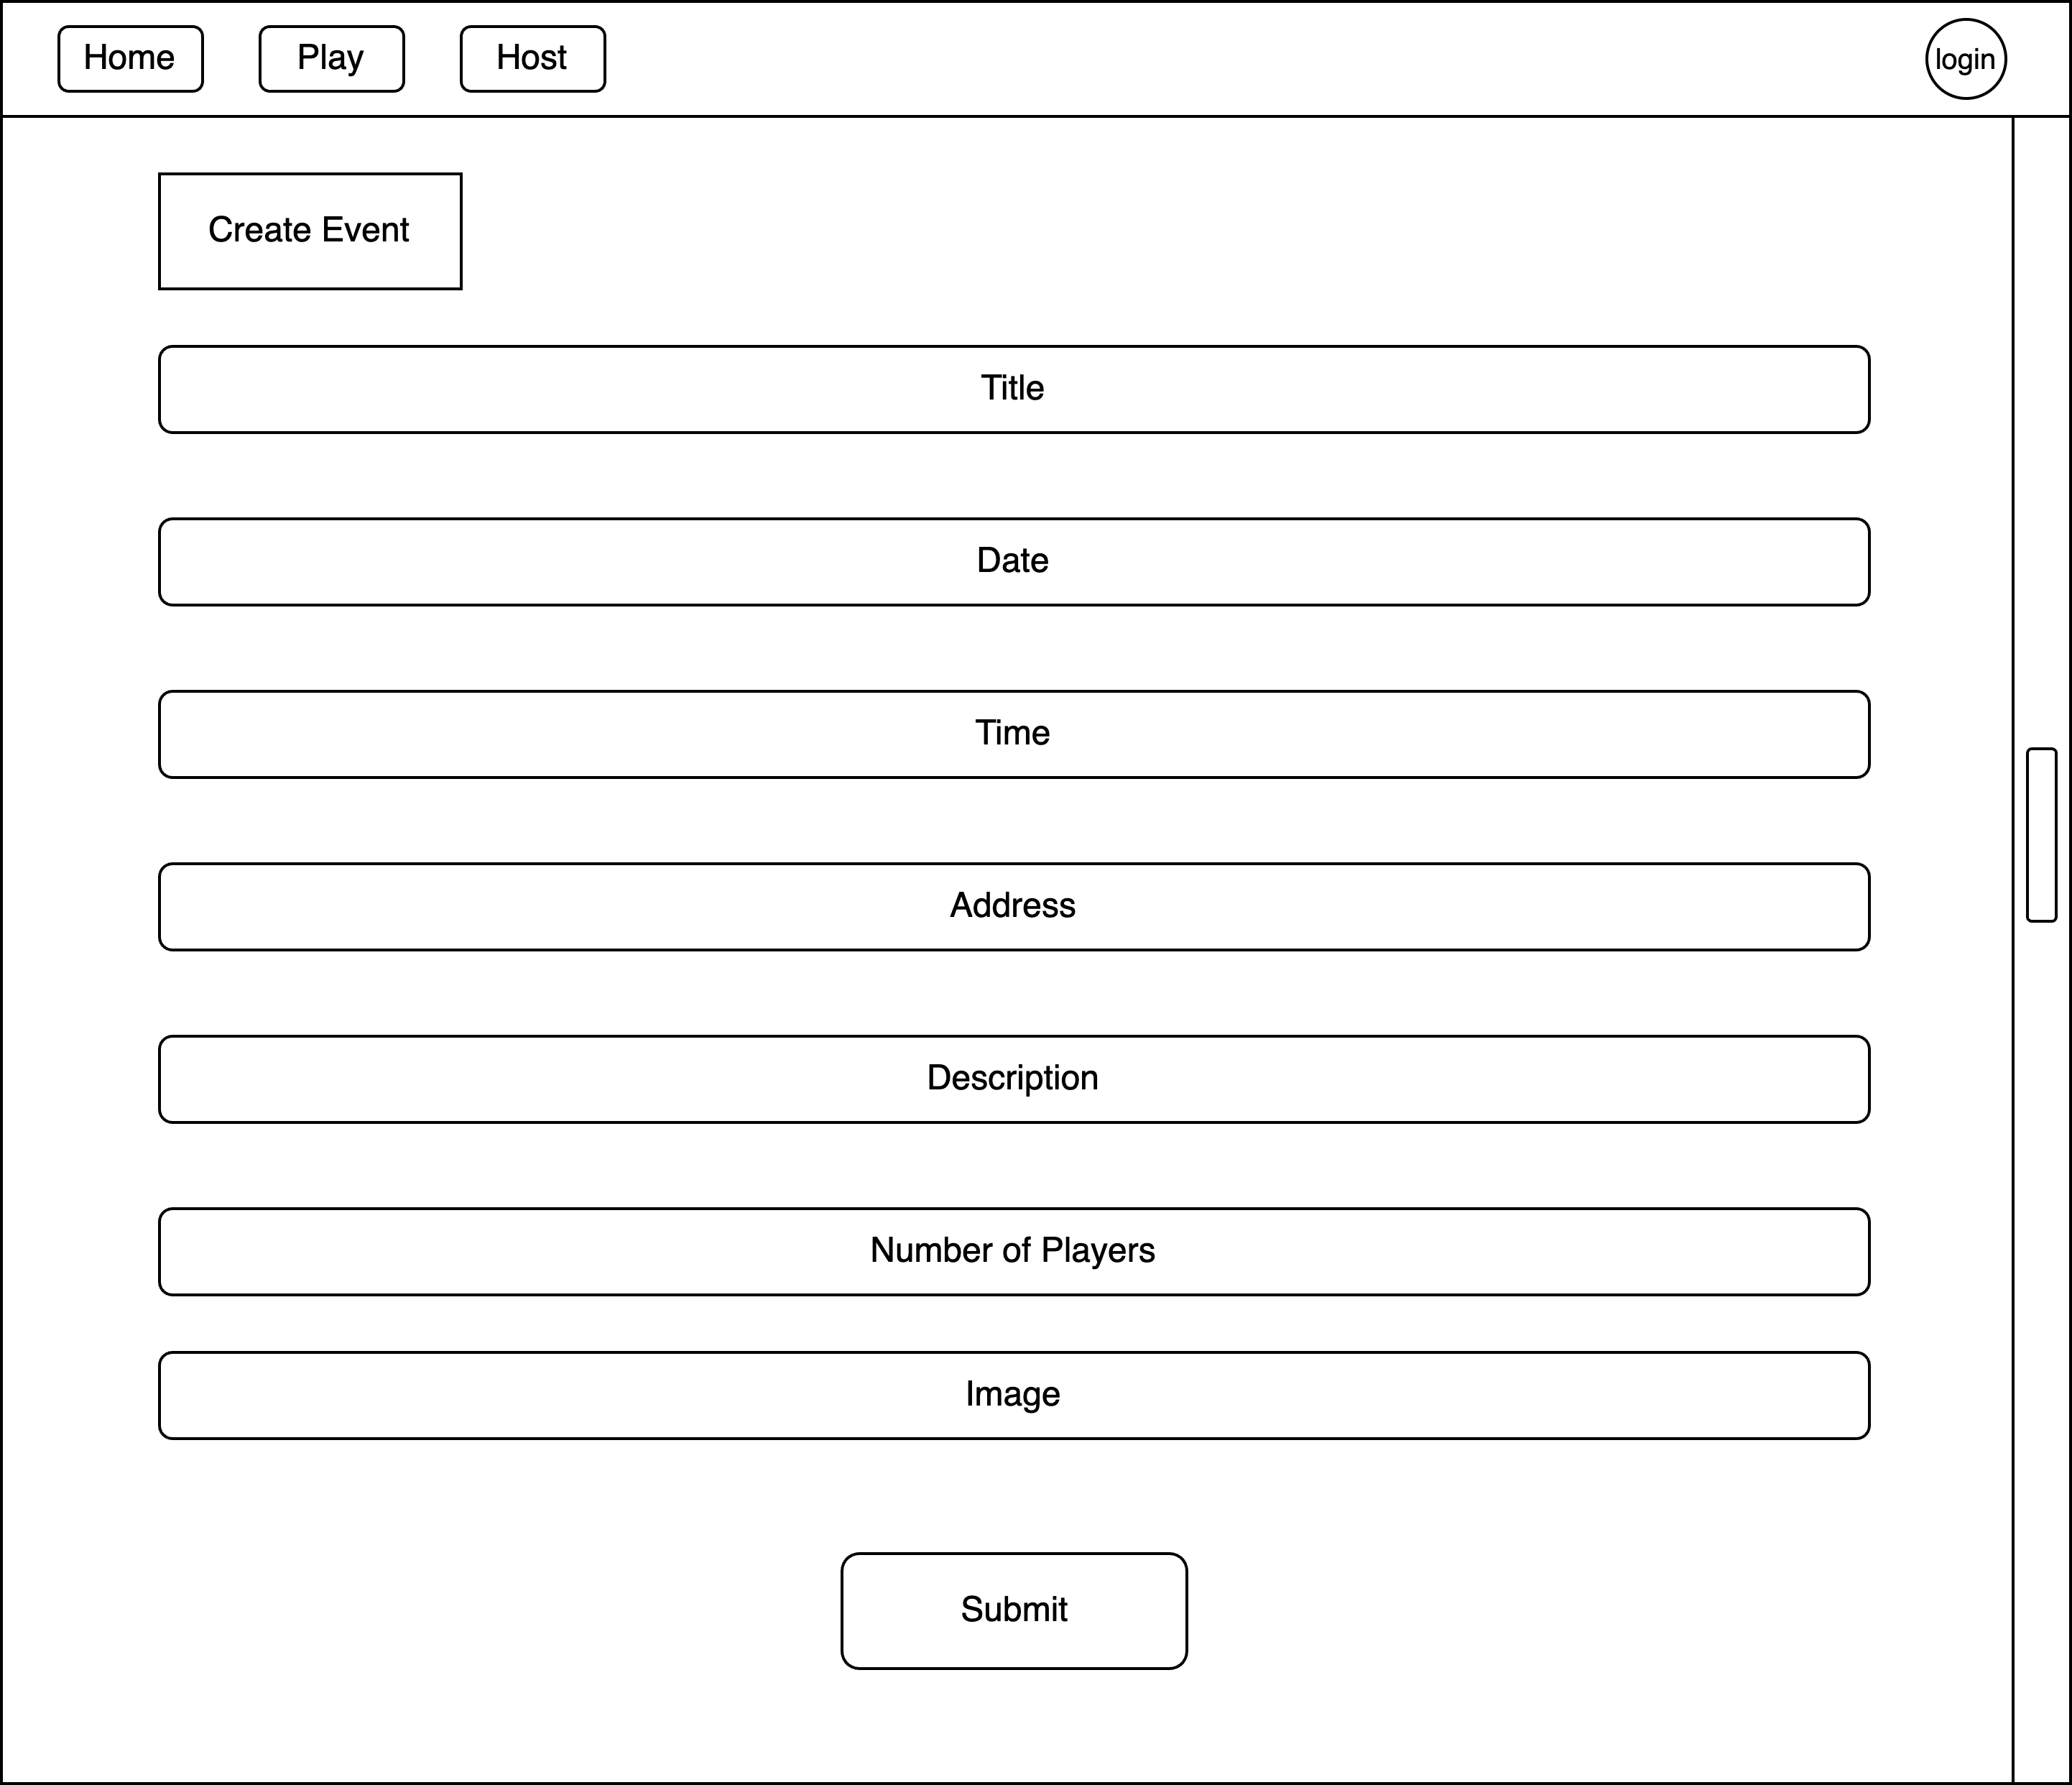 Home
Play
Host
login
Create Event
Title
Date
Time
Address
Description
Number of Players
Image
Submit